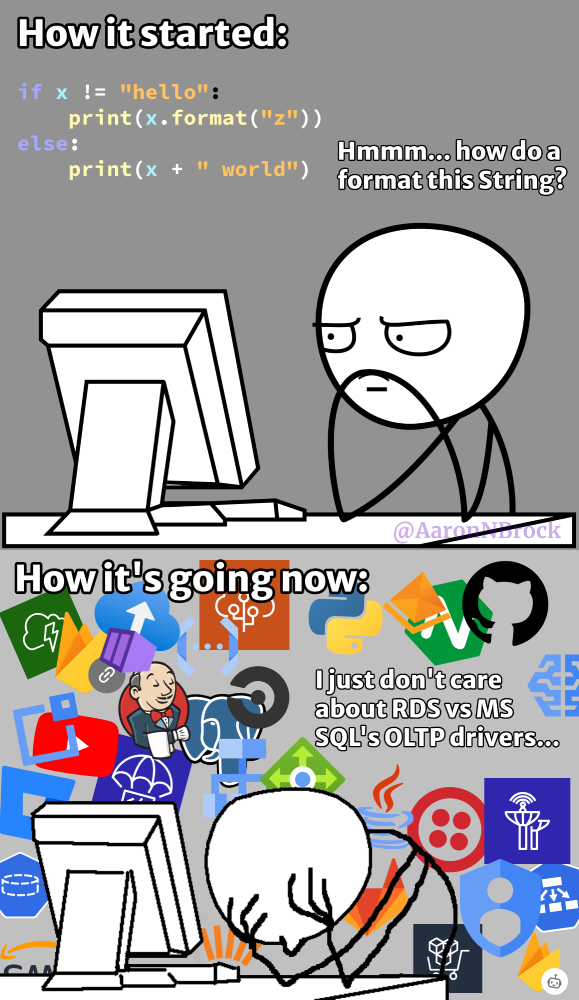 How it started:
if x != "hello":
    print(x.format("z"))
else:
    print(x + " world")
Hmmm... how do a
format this String?
@AaronNBrock
How it's going now:
I just don't care
about RDS vs MS
SQL's OLTP drivers...